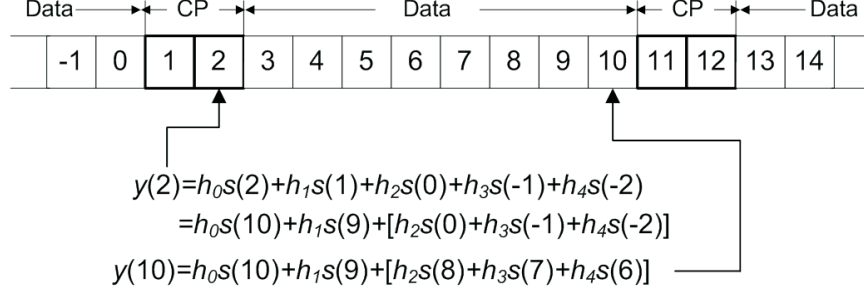 Data CP Data CP Data
-1 0 1 2 3 4 5 6 7 8 9 10 11 12 13 14
y(2)=h₀s(2)+h₁s(1)+h₂s(0)+h₃s(-1)+h₄s(-2)
=h₀s(10)+h₁s(9)+[h₂s(0)+h₃s(-1)+h₄s(-2)]
y(10)=h₀s(10)+h₁s(9)+[h₂s(8)+h₃s(7)+h₄s(6)]